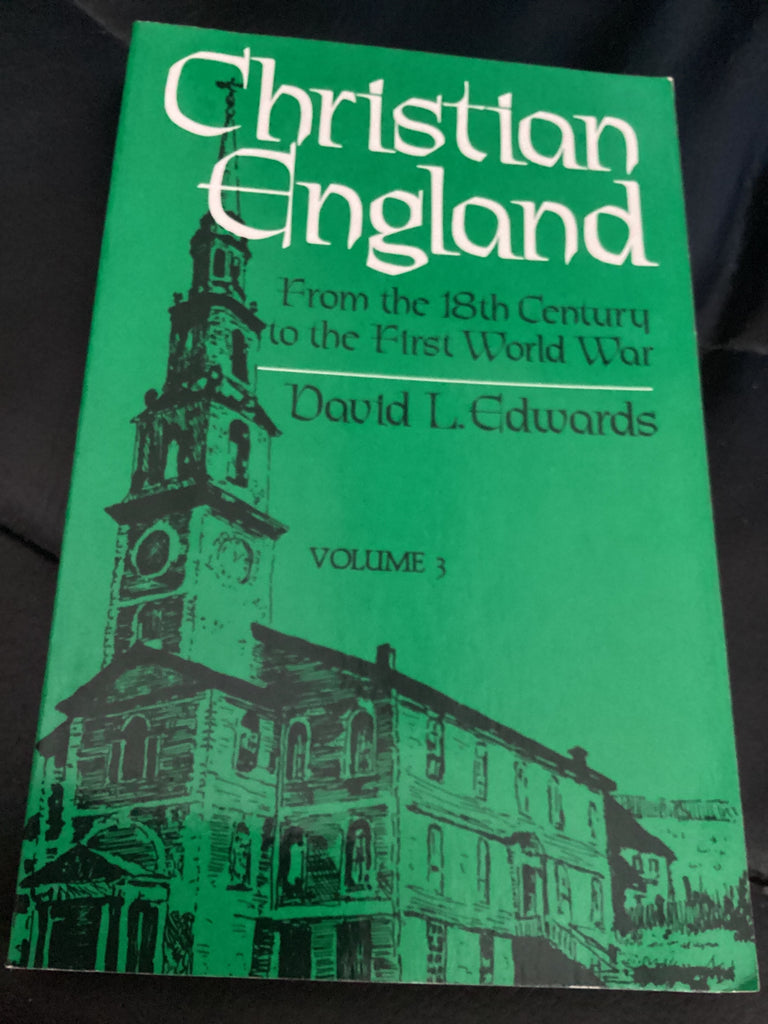 Christian
England
From the 18th Century
to the First World War
David L. Edwards
VOLUME 3